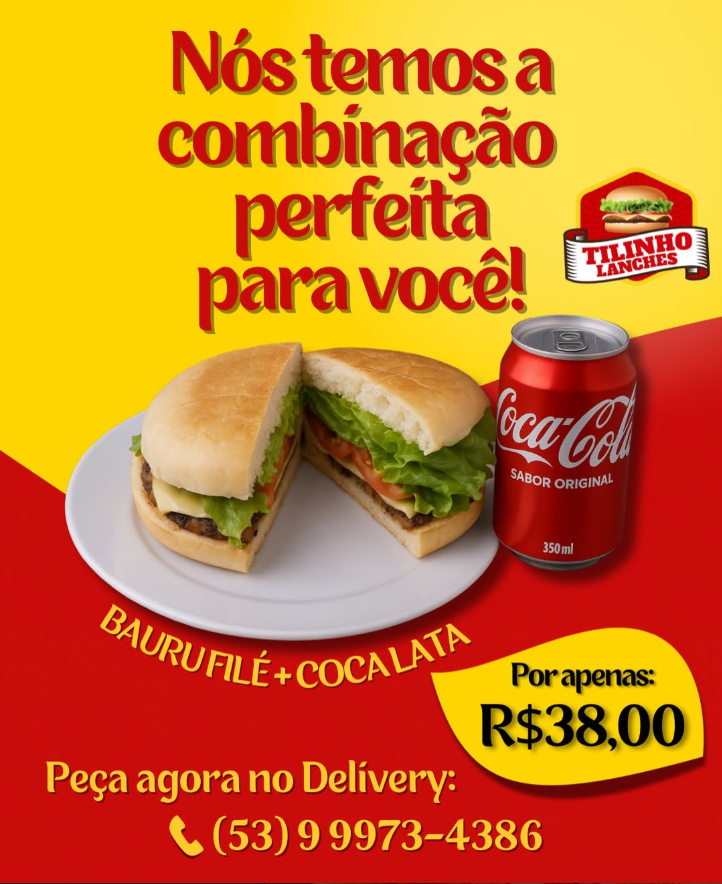 Nós temos a
combinação
perfeita
para você!
TILINHO
LANCHES
Coca-Cola
SABOR ORIGINAL
350ml
BAURU FILÉ + COCA LATA
Por apenas:
R$38,00
Peça agora no Delivery:
(53) 9 9973-4386